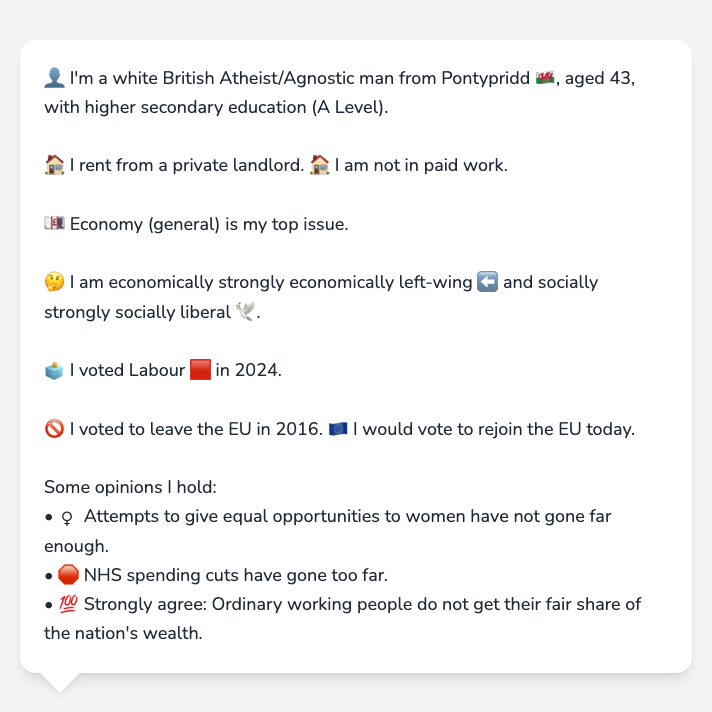 👤 I'm a white British Atheist/Agnostic man from Pontypridd 🏴󠁧󠁢󠁷󠁬󠁳󠁿, aged 43,
with higher secondary education (A Level).
🏠 I rent from a private landlord. 🏠 I am not in paid work.
💷 Economy (general) is my top issue.
🤔 I am economically strongly economically left-wing ⬅️ and socially
strongly socially liberal 🕊️.
🗳️ I voted Labour 🟥 in 2024.
🚫 I voted to leave the EU in 2016. 🇪🇺 I would vote to rejoin the EU today.
Some opinions I hold:
• ♀ Attempts to give equal opportunities to women have not gone far
enough.
• 🛑 NHS spending cuts have gone too far.
• 💯 Strongly agree: Ordinary working people do not get their fair share of
the nation's wealth.